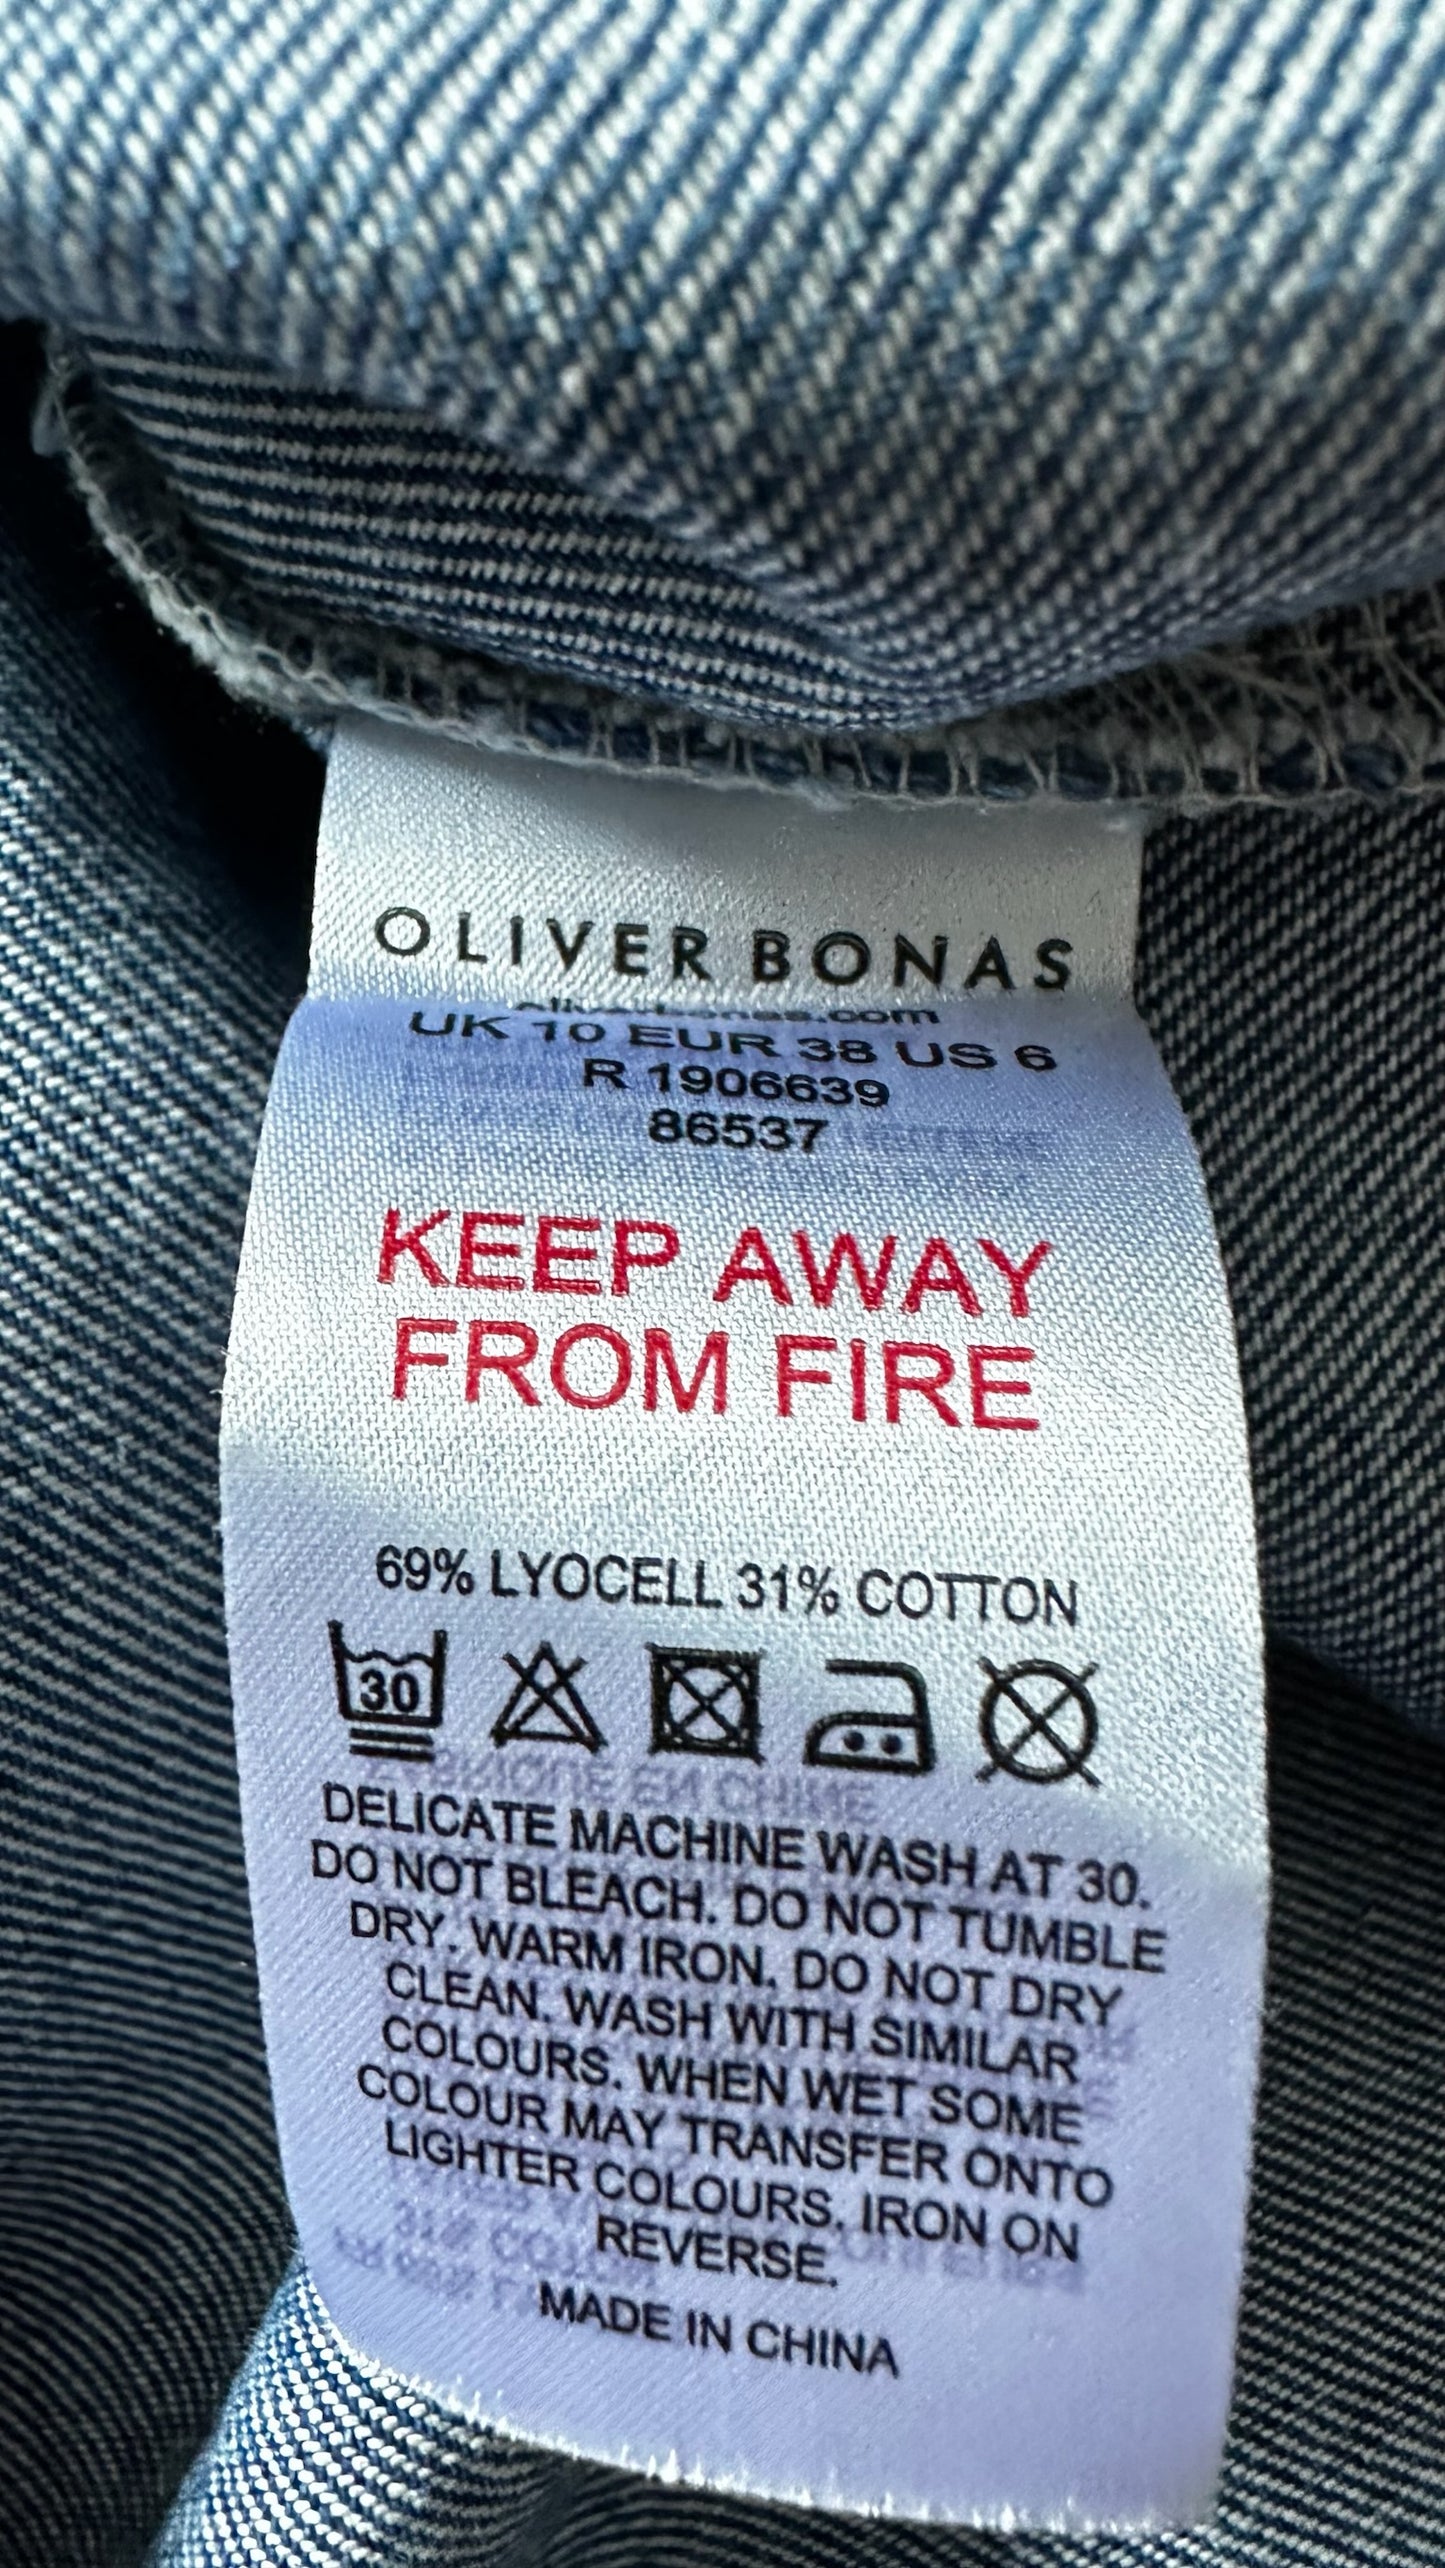 OLIVER BONAS
oliverbonas.com
UK 10 EUR 38 US 6
R 1906639
86537
KEEP AWAY
FROM FIRE
69% LYOCELL 31% COTTON
30
DELICATE MACHINE WASH AT 30.
DO NOT BLEACH. DO NOT TUMBLE
DRY. WARM IRON. DO NOT DRY
CLEAN. WASH WITH SIMILAR
COLOURS. WHEN WET SOME
COLOUR MAY TRANSFER ONTO
LIGHTER COLOURS. IRON ON
REVERSE.
MADE IN CHINA